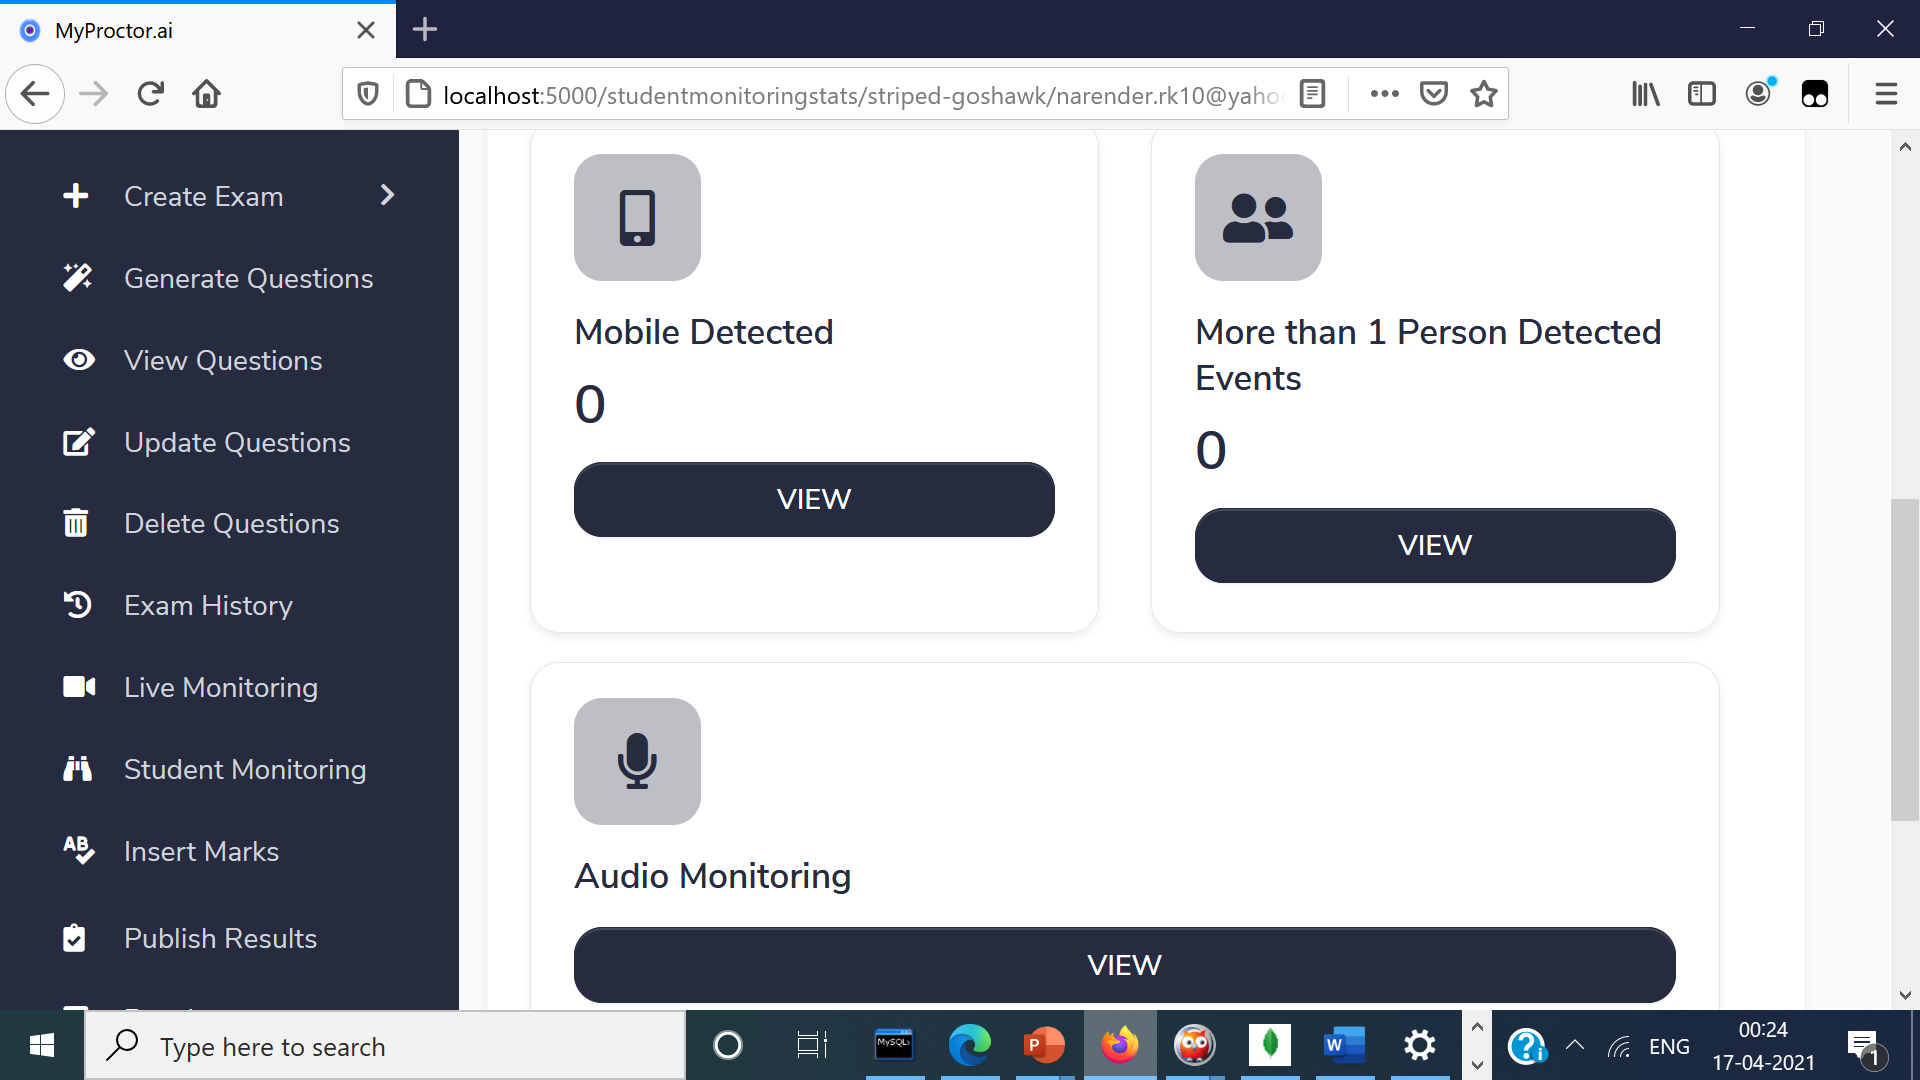 MyProctor.ai
localhost:5000/studentmonitoringstats/striped-goshawk/narender.rk10@yaho
Create Exam
Generate Questions
View Questions
Update Questions
Delete Questions
Exam History
Live Monitoring
Student Monitoring
AB
Insert Marks
Publish Results
Mobile Detected
0
VIEW
More than 1 Person Detected
Events
0
VIEW
Audio Monitoring
VIEW
Type here to search
MySQL>
P
W
ENG
00:24
17-04-2021
1